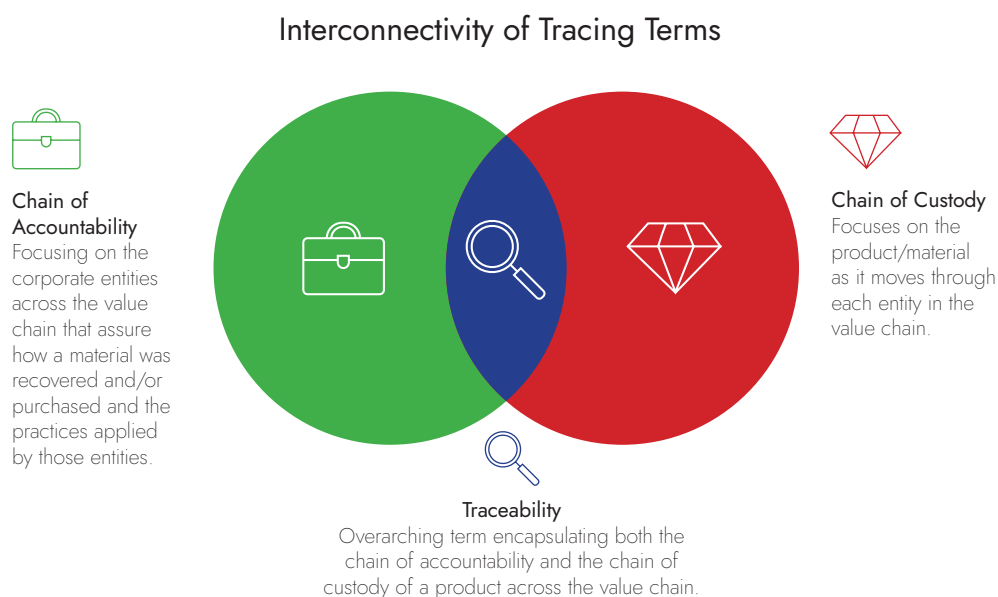 Interconnectivity of Tracing Terms
Chain of
Accountability
Focusing on the
corporate entities
across the value
chain that assure
how a material was
recovered and/or
purchased and the
practices applied
by those entities.
Chain of Custody
Focuses on the
product/material
as it moves through
each entity in the
value chain.
Traceability
Overarching term encapsulating both the
chain of accountability and the chain of
custody of a product across the value chain.